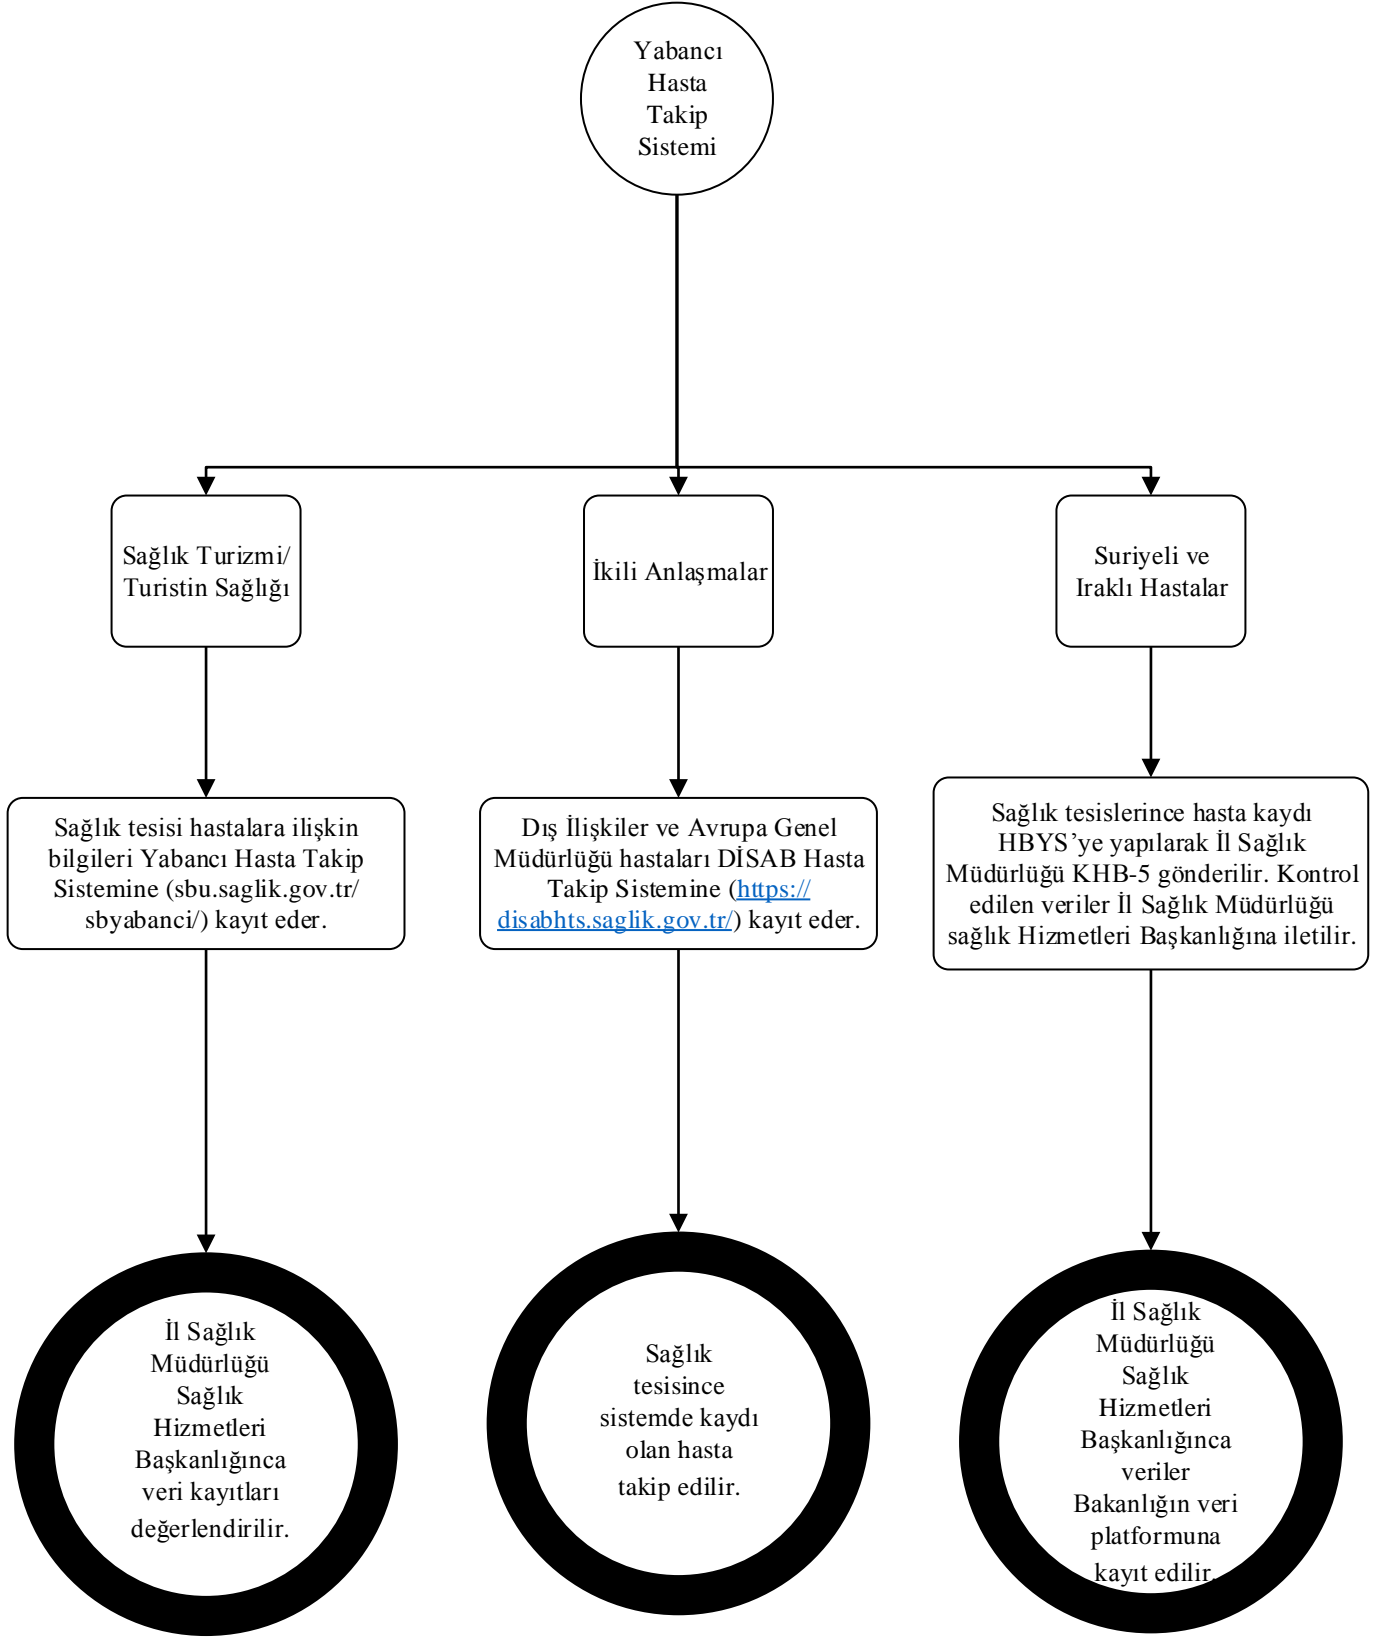 Yabancı
Hasta
Takip
Sistemi
Sağlık Turizmi/
Turistin Sağlığı
İkili Anlaşmalar
Suriyeli ve
Iraklı Hastalar
Sağlık tesisi hastalara ilişkin
bilgileri Yabancı Hasta Takip
Sistemine (sbu.saglik.gov.tr/
sbyabanci/) kayıt eder.
Dış İlişkiler ve Avrupa Genel
Müdürlüğü hastaları DİSAB Hasta
Takip Sistemine (https://
disabhts.saglik.gov.tr/) kayıt eder.
Sağlık tesislerince hasta kaydı
HBYS’ye yapılarak İl Sağlık
Müdürlüğü KHB-5 gönderilir. Kontrol
edilen veriler İl Sağlık Müdürlüğü
sağlık Hizmetleri Başkanlığına iletilir.
İl Sağlık
Müdürlüğü
Sağlık
Hizmetleri
Başkanlığınca
veri kayıtları
değerlendirilir.
Sağlık
tesisince
sistemde kaydı
olan hasta
takip edilir.
İl Sağlık
Müdürlüğü
Sağlık
Hizmetleri
Başkanlığınca
veriler
Bakanlığın veri
platformuna
kayıt edilir.